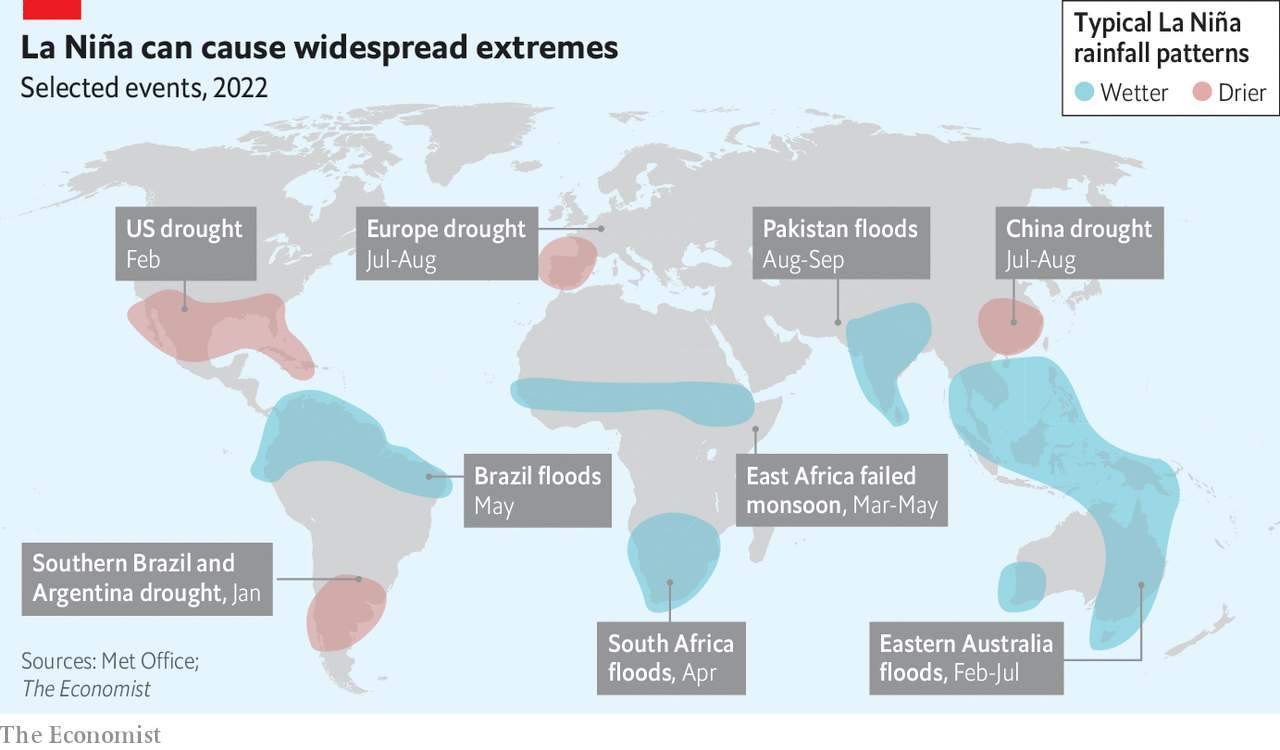 La Niña can cause widespread extremes
Selected events, 2022
Typical La Niña
rainfall patterns
Wetter
Drier
US drought
Feb
Europe drought
Jul-Aug
Pakistan floods
Aug-Sep
China drought
Jul-Aug
Brazil floods
May
East Africa failed
monsoon, Mar-May
Southern Brazil and
Argentina drought, Jan
South Africa
floods, Apr
Eastern Australia
floods, Feb-Jul
Sources: Met Office;
The Economist
The Economist